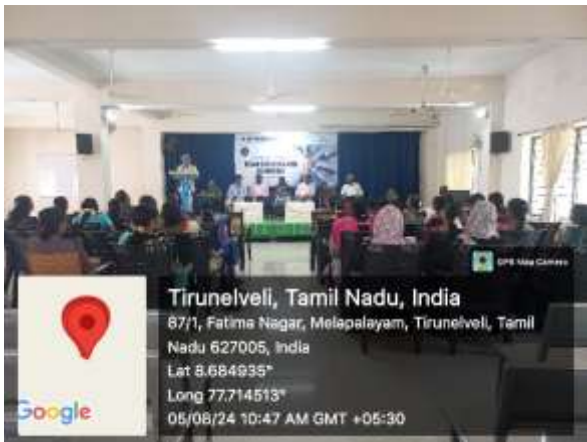 GPS Map Camera
Tirunelveli, Tamil Nadu, India
87/1, Fatima Nagar, Melapalayam, Tirunelveli, Tamil
Nadu 627005, India
Lat 8.684935°
Long 77.714513°
05/08/24 10:47 AM GMT +05:30
Google